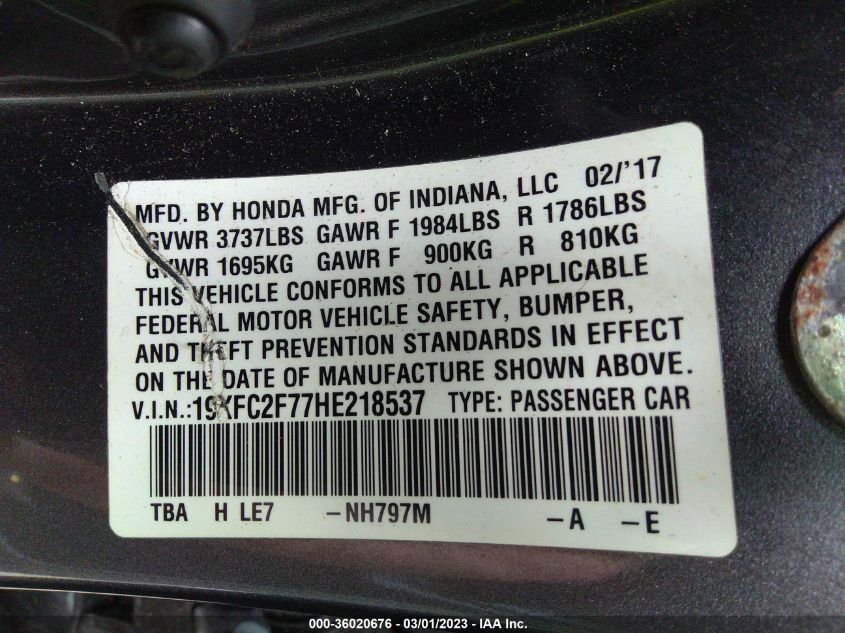 MFD. BY HONDA MFG. OF INDIANA, LLC 02/'17
GVWR 3737LBS GAWR F 1984LBS R 1786LBS
GVWR 1695KG GAWR F 900KG R 810KG
THIS VEHICLE CONFORMS TO ALL APPLICABLE
FEDERAL MOTOR VEHICLE SAFETY, BUMPER,
AND THEFT PREVENTION STANDARDS IN EFFECT
ON THE DATE OF MANUFACTURE SHOWN ABOVE.
V.I.N.:19XFC2F77HE218537 TYPE: PASSENGER CAR
TBA H LE7 -NH797M -A -E
000-36020676 - 03/01/2023 - IAA Inc.